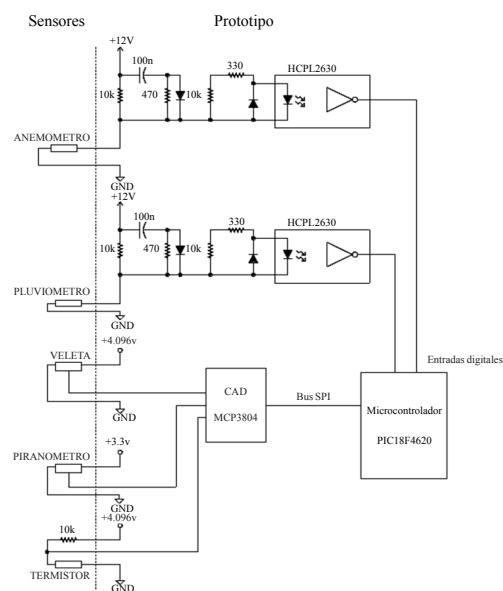 Sensores
Prototipo
+12V
100n
330
HCPL2630
10k
470
10k
ANEMOMETRO
GND
+12V
100n
330
HCPL2630
10k
470
10k
PLUVIOMETRO
GND
+4.096v
VELETA
Entradas digitales
CAD
MCP3804
Bus SPI
Microcontrolador
PIC18F4620
GND
+3.3v
PIRANOMETRO
GND
+4.096v
10k
TERMISTOR
GND